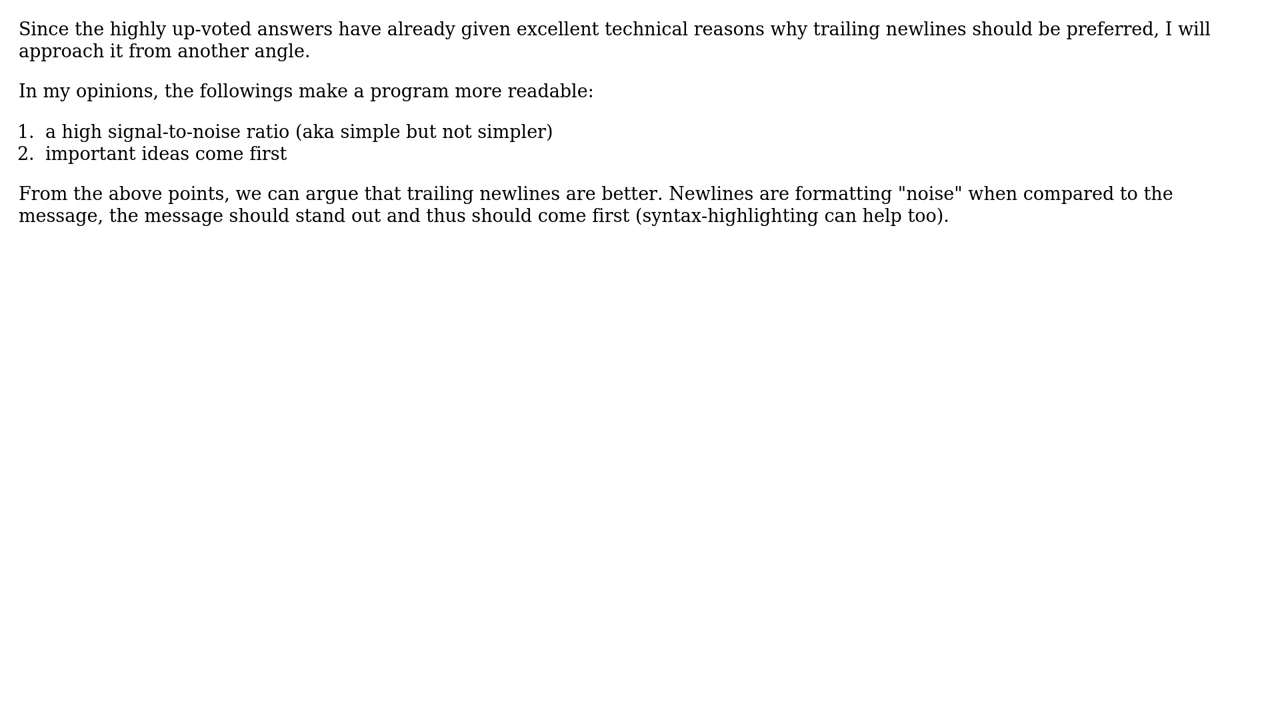 Since the highly up-voted answers have already given excellent technical reasons why trailing newlines should be preferred, I will
approach it from another angle.
In my opinions, the followings make a program more readable:
1. a high signal-to-noise ratio (aka simple but not simpler)
2. important ideas come first
From the above points, we can argue that trailing newlines are better. Newlines are formatting "noise" when compared to the
message, the message should stand out and thus should come first (syntax-highlighting can help too).